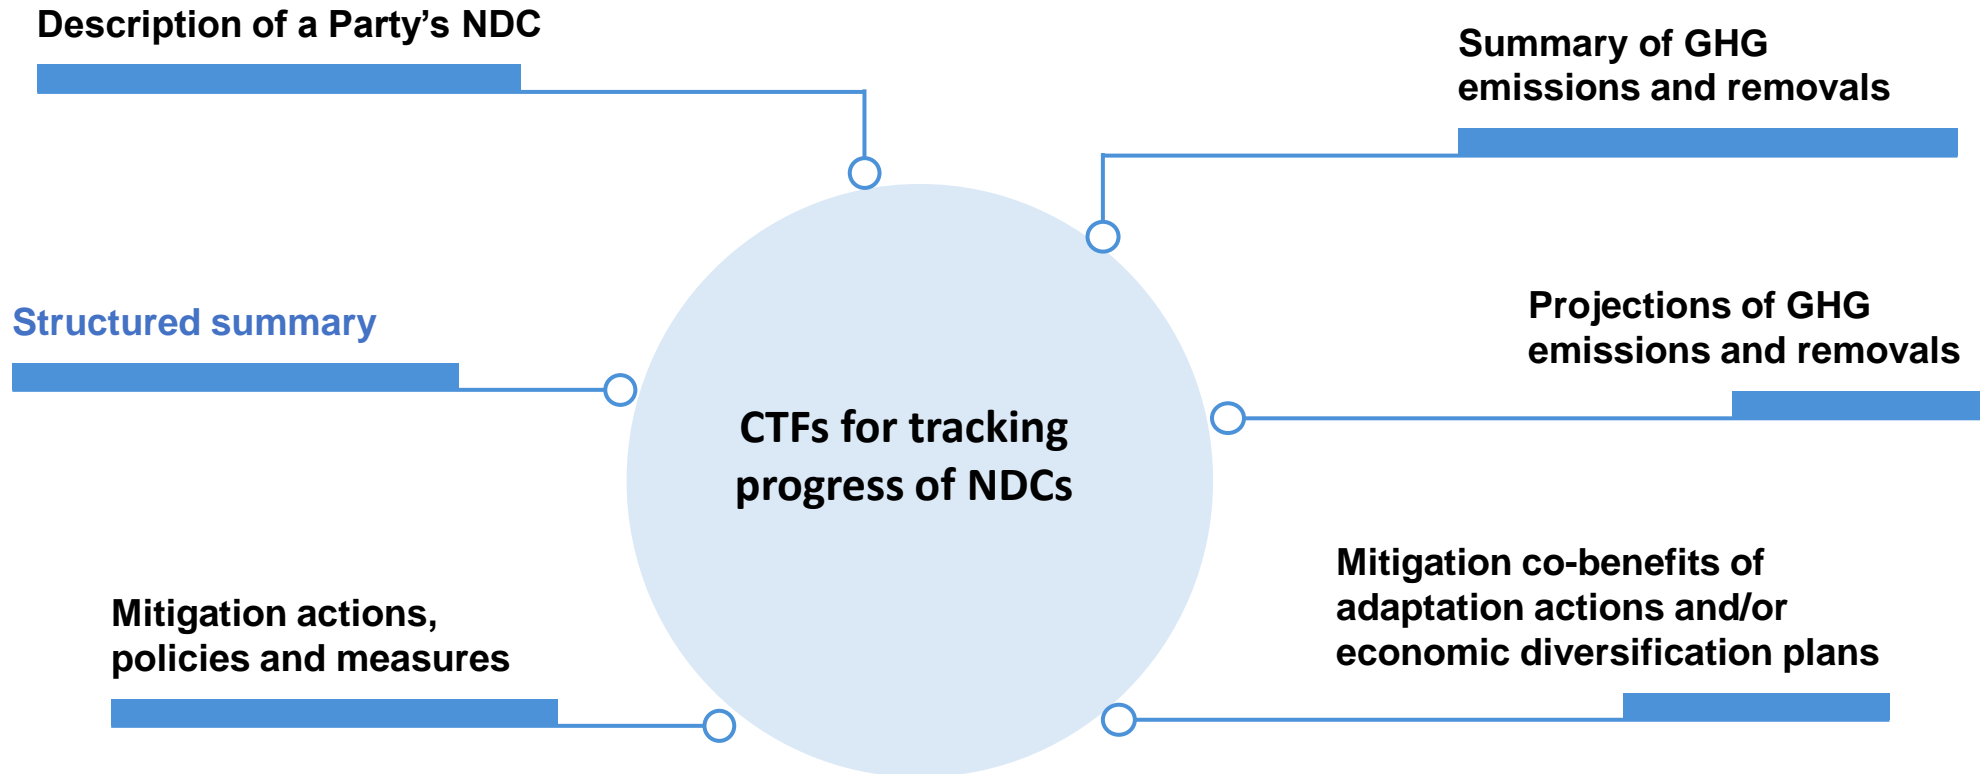 Description of a Party’s NDC
Summary of GHG
emissions and removals
Structured summary
Projections of GHG
emissions and removals
CTFs for tracking
progress of NDCs
Mitigation actions,
policies and measures
Mitigation co-benefits of
adaptation actions and/or
economic diversification plans